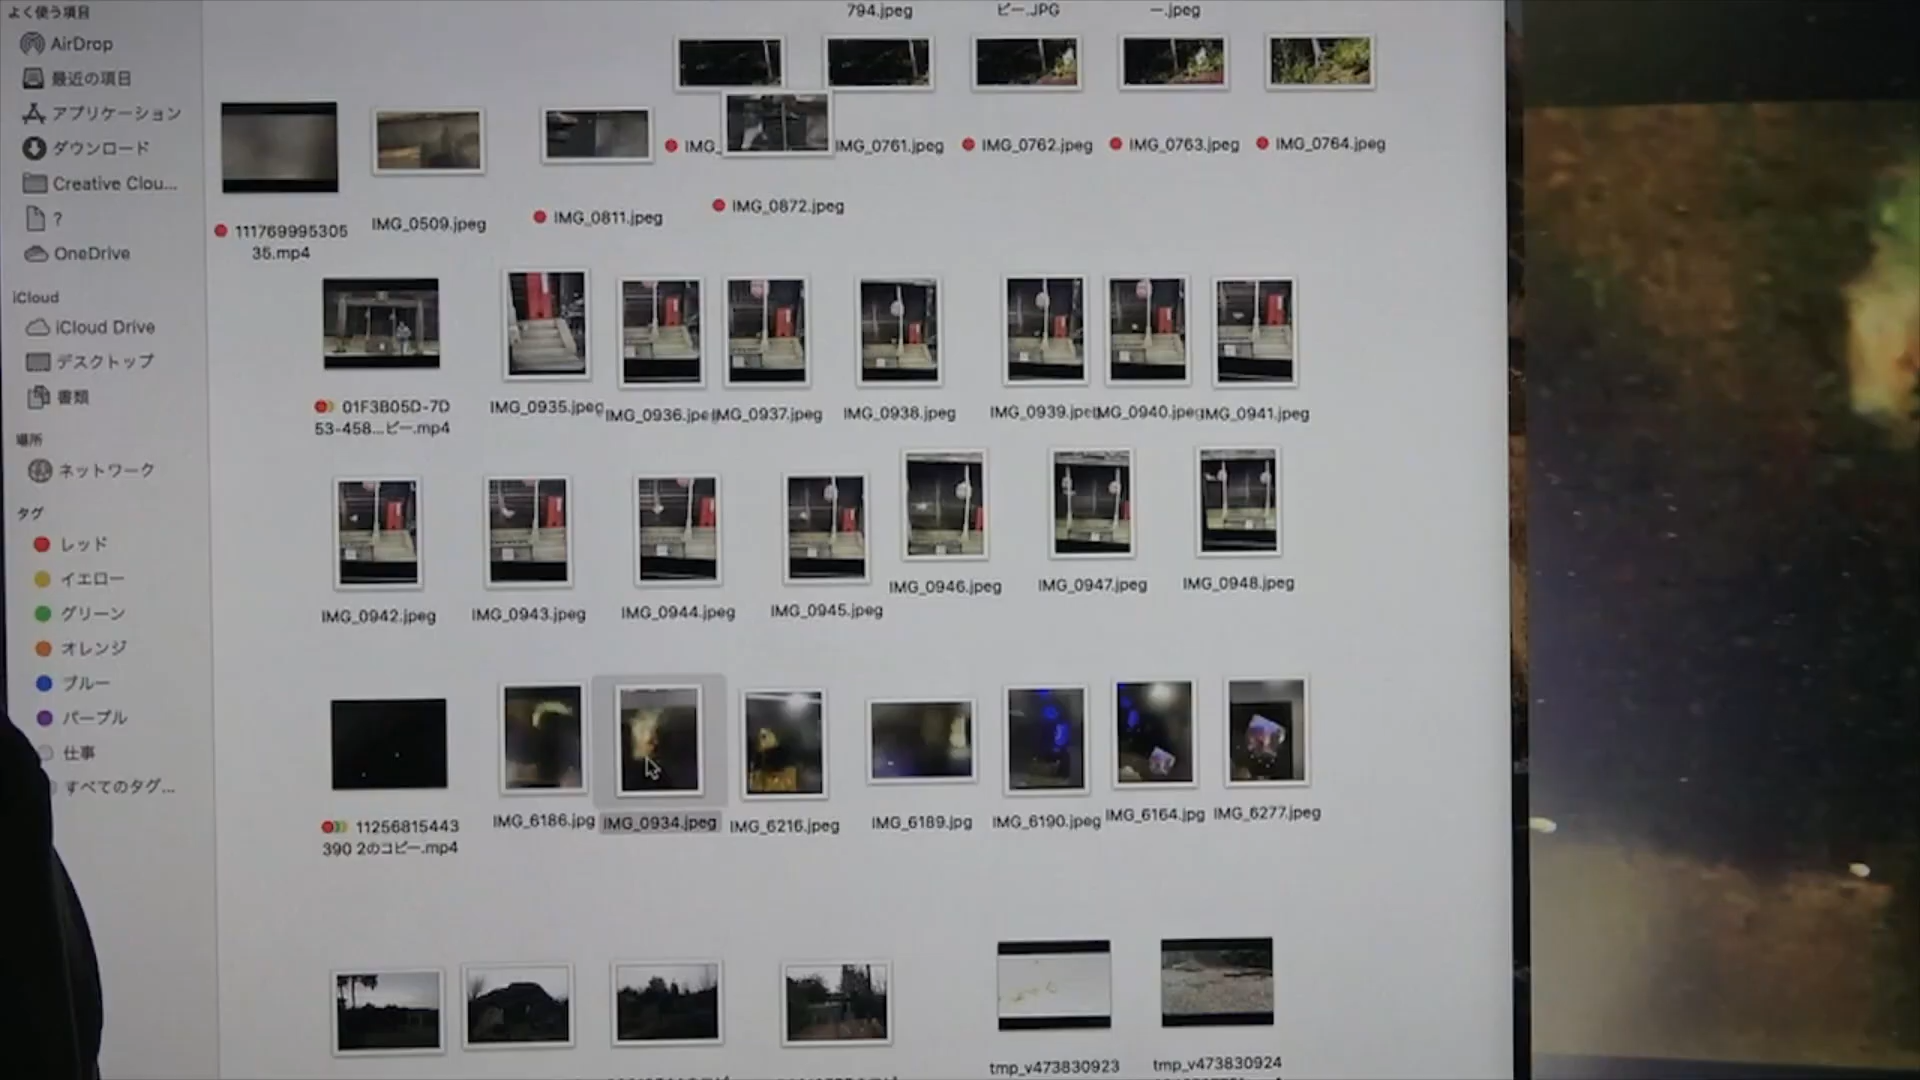 よく使う項目
AirDrop
最近の項目
アプリケーション
ダウンロード
Creative Clou...
?
OneDrive
iCloud
iCloud Drive
デスクトップ
書類
場所
ネットワーク
タグ
レッド
イエロー
グリーン
オレンジ
ブルー
パープル
仕事
すべてのタグ...
794.jpeg
ピー.JPG
ー.jpeg
IMG_
IMG_0761.jpeg
IMG_0762.jpeg
IMG_0763.jpeg
IMG_0764.jpeg
111769995305
35.mp4
IMG_0509.jpeg
IMG_0811.jpeg
IMG_0872.jpeg
01F3B05D-7D
53-458...ピー.mp4
IMG_0935.jpeg
IMG_0936.jpe
IMG_0937.jpeg
IMG_0938.jpeg
IMG_0939.jpe
IMG_0940.jpeg
IMG_0941.jpeg
IMG_0942.jpeg
IMG_0943.jpeg
IMG_0944.jpeg
IMG_0945.jpeg
IMG_0946.jpeg
IMG_0947.jpeg
IMG_0948.jpeg
11256815443
390 2のコピー.mp4
IMG_6186.jpg
IMG_0934.jpeg
IMG_6216.jpeg
IMG_6189.jpg
IMG_6190.jpeg
IMG_6164.jpg
IMG_6277.jpeg
tmp_v473830923
tmp_v473830924